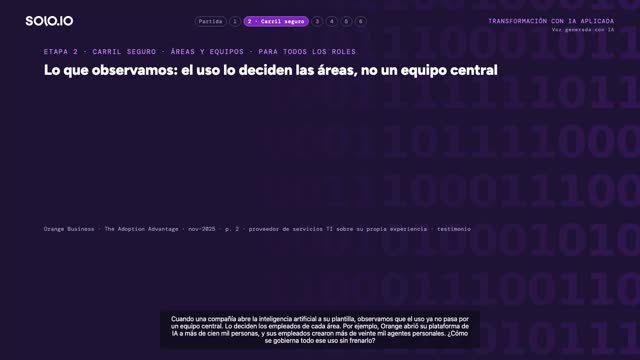 SOLO.IO
Partida 1 2 · Carril seguro 3 4 5 6
TRANSFORMACIÓN CON IA APLICADA
Voz generada con IA
ETAPA 2 · CARRIL SEGURO · ÁREAS Y EQUIPOS · PARA TODOS LOS ROLES
Lo que observamos: el uso lo deciden las áreas, no un equipo central
Orange Business · The Adoption Advantage · nov-2025 · p. 2 · proveedor de servicios TI sobre su propia experiencia · testimonio
Cuando una compañía abre la inteligencia artificial a su plantilla, observamos que el uso ya no pasa por
un equipo central. Lo deciden los empleados de cada área. Por ejemplo, Orange abrió su plataforma de
IA a más de cien mil personas, y sus empleados crearon más de veinte mil agentes personales. ¿Cómo
se gobierna todo ese uso sin frenarlo?